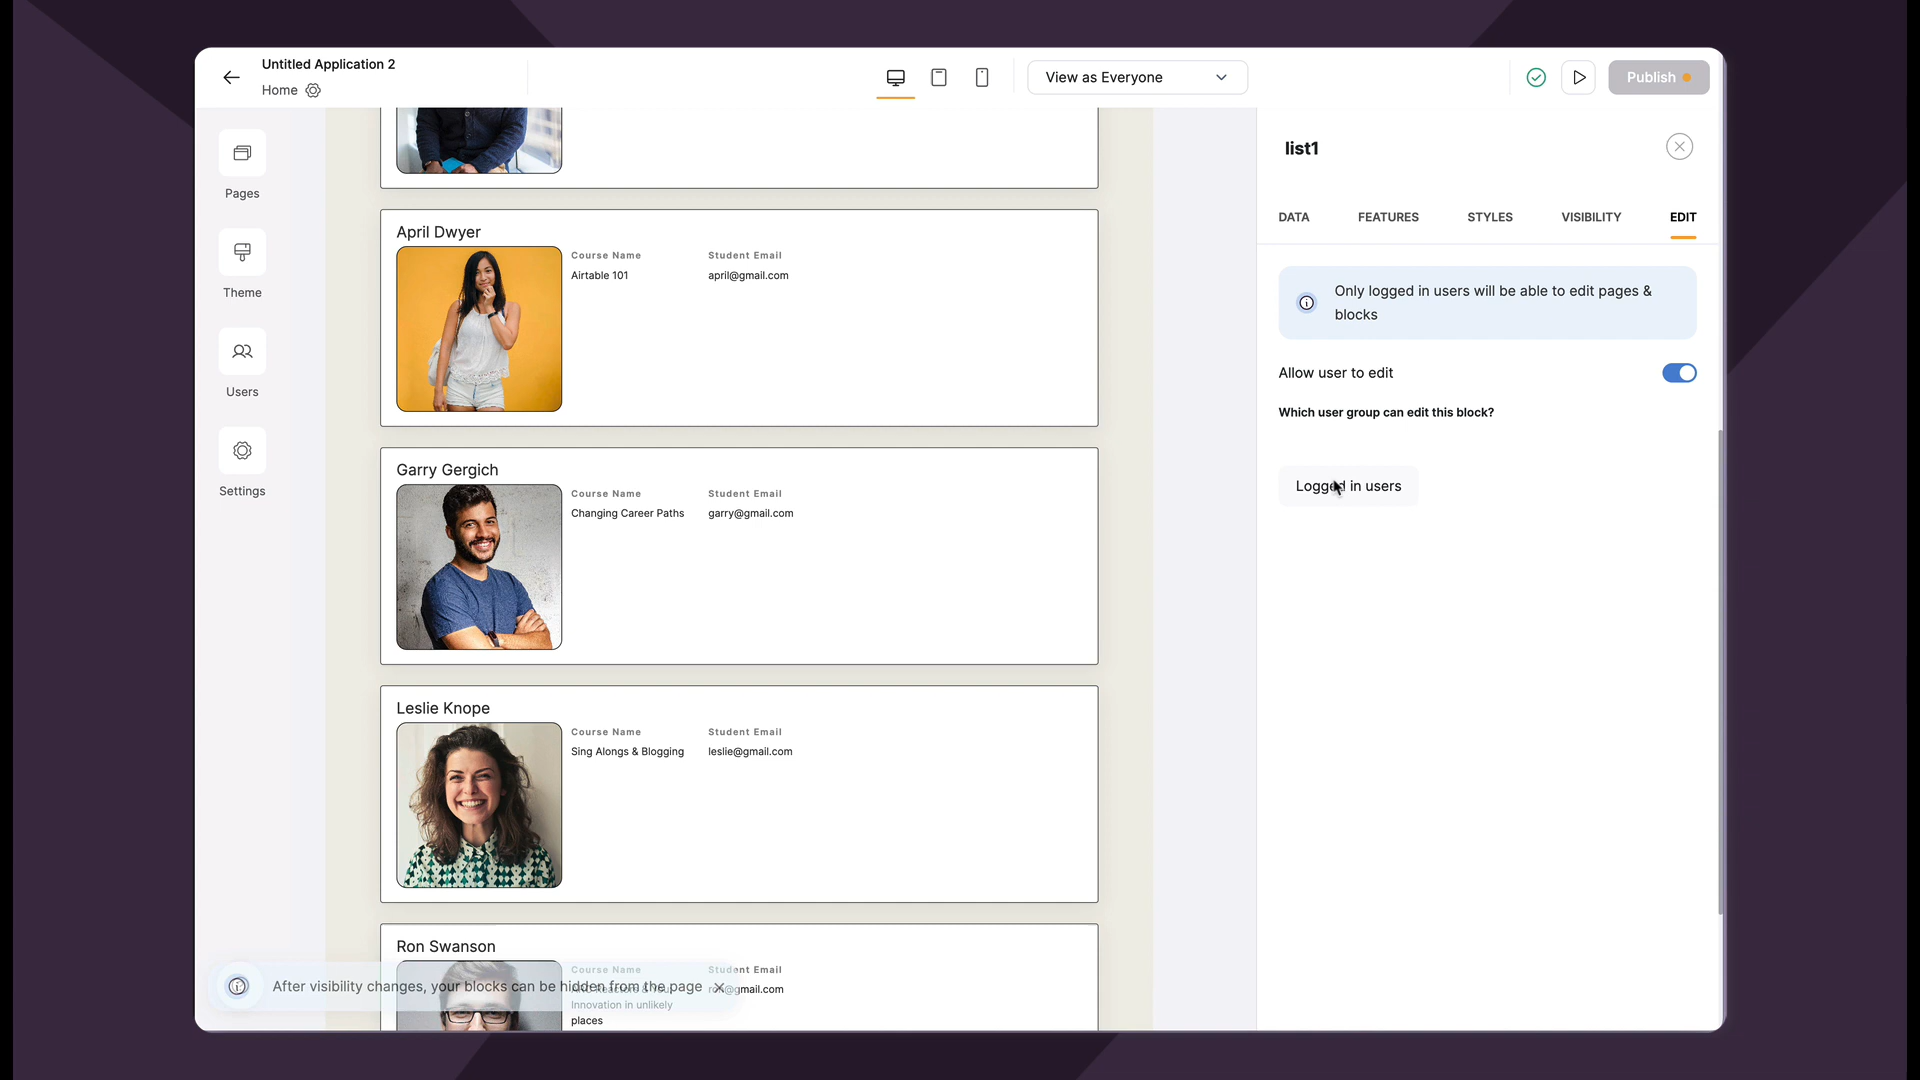 Untitled Application 2
Home
View as Everyone
Publish
Pages
Theme
Users
Settings
April Dwyer
Course Name
Student Email
Airtable 101
april@gmail.com
Garry Gergich
Course Name
Student Email
Changing Career Paths
garry@gmail.com
Leslie Knope
Course Name
Student Email
Sing Alongs & Blogging
leslie@gmail.com
Ron Swanson
Course Name
Student Email
ron@gmail.com
Innovation in unlikely
places
After visibility changes, your blocks can be hidden from the page
list1
DATA
FEATURES
STYLES
VISIBILITY
EDIT
Only logged in users will be able to edit pages &
blocks
Allow user to edit
Which user group can edit this block?
Logged in users